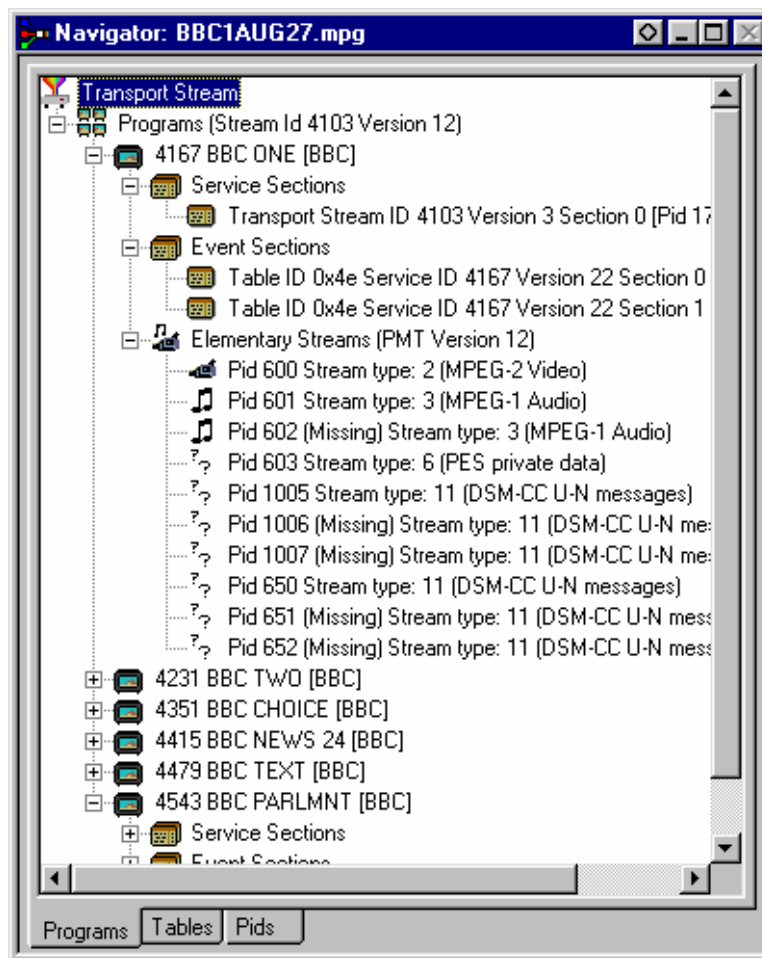 Navigator: BBC1AUG27.mpg
Transport Stream
Programs (Stream Id 4103 Version 12)
4167 BBC ONE [BBC]
Service Sections
Transport Stream ID 4103 Version 3 Section 0 [Pid 17
Event Sections
Table ID 0x4e Service ID 4167 Version 22 Section 0
Table ID 0x4e Service ID 4167 Version 22 Section 1
Elementary Streams (PMT Version 12)
Pid 600 Stream type: 2 (MPEG-2 Video)
Pid 601 Stream type: 3 (MPEG-1 Audio)
Pid 602 (Missing) Stream type: 3 (MPEG-1 Audio)
Pid 603 Stream type: 6 (PES private data)
Pid 1005 Stream type: 11 (DSM-CC U-N messages)
Pid 1006 (Missing) Stream type: 11 (DSM-CC U-N me
Pid 1007 (Missing) Stream type: 11 (DSM-CC U-N me
Pid 650 Stream type: 11 (DSM-CC U-N messages)
Pid 651 (Missing) Stream type: 11 (DSM-CC U-N mess
Pid 652 (Missing) Stream type: 11 (DSM-CC U-N mess
4231 BBC TWO [BBC]
4351 BBC CHOICE [BBC]
4415 BBC NEWS 24 [BBC]
4479 BBC TEXT [BBC]
4543 BBC PARLMNT [BBC]
Service Sections
Event Sections
Programs Tables Pids